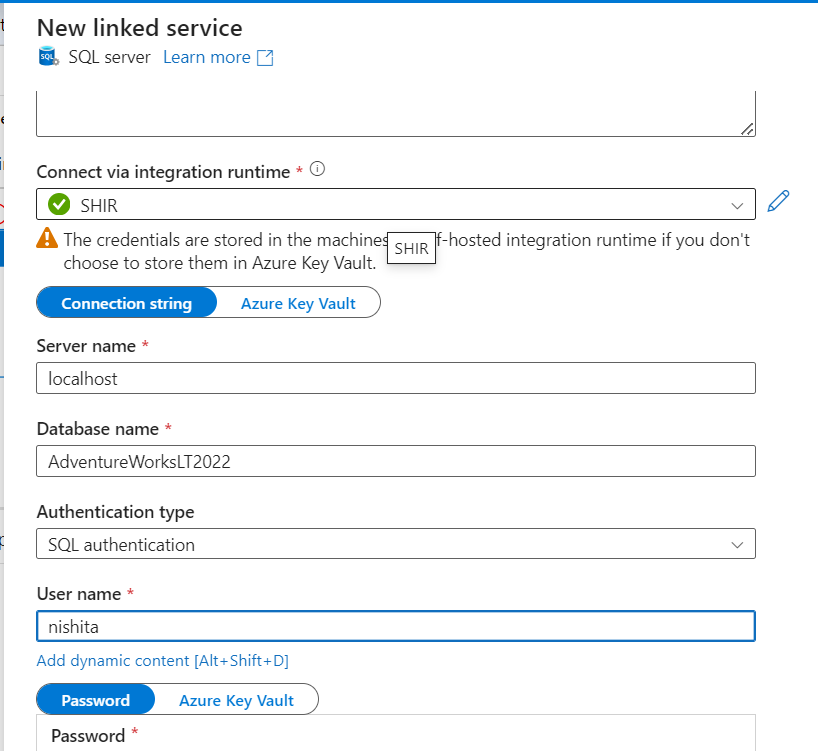 New linked service
SQL server Learn more
Connect via integration runtime *
SHIR
The credentials are stored in the machines f-hosted integration runtime if you don't
SHIR
choose to store them in Azure Key Vault.
Connection string Azure Key Vault
Server name *
localhost
Database name *
AdventureWorksLT2022
Authentication type
SQL authentication
User name *
nishita
Add dynamic content [Alt+Shift+D]
Password Azure Key Vault
Password *